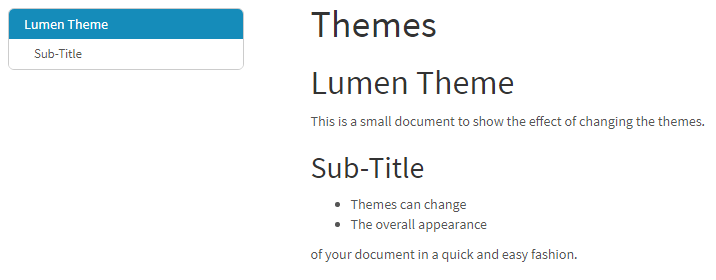 Lumen Theme
Sub-Title
Themes
Lumen Theme
This is a small document to show the effect of changing the themes.
Sub-Title
Themes can change
The overall appearance
of your document in a quick and easy fashion.